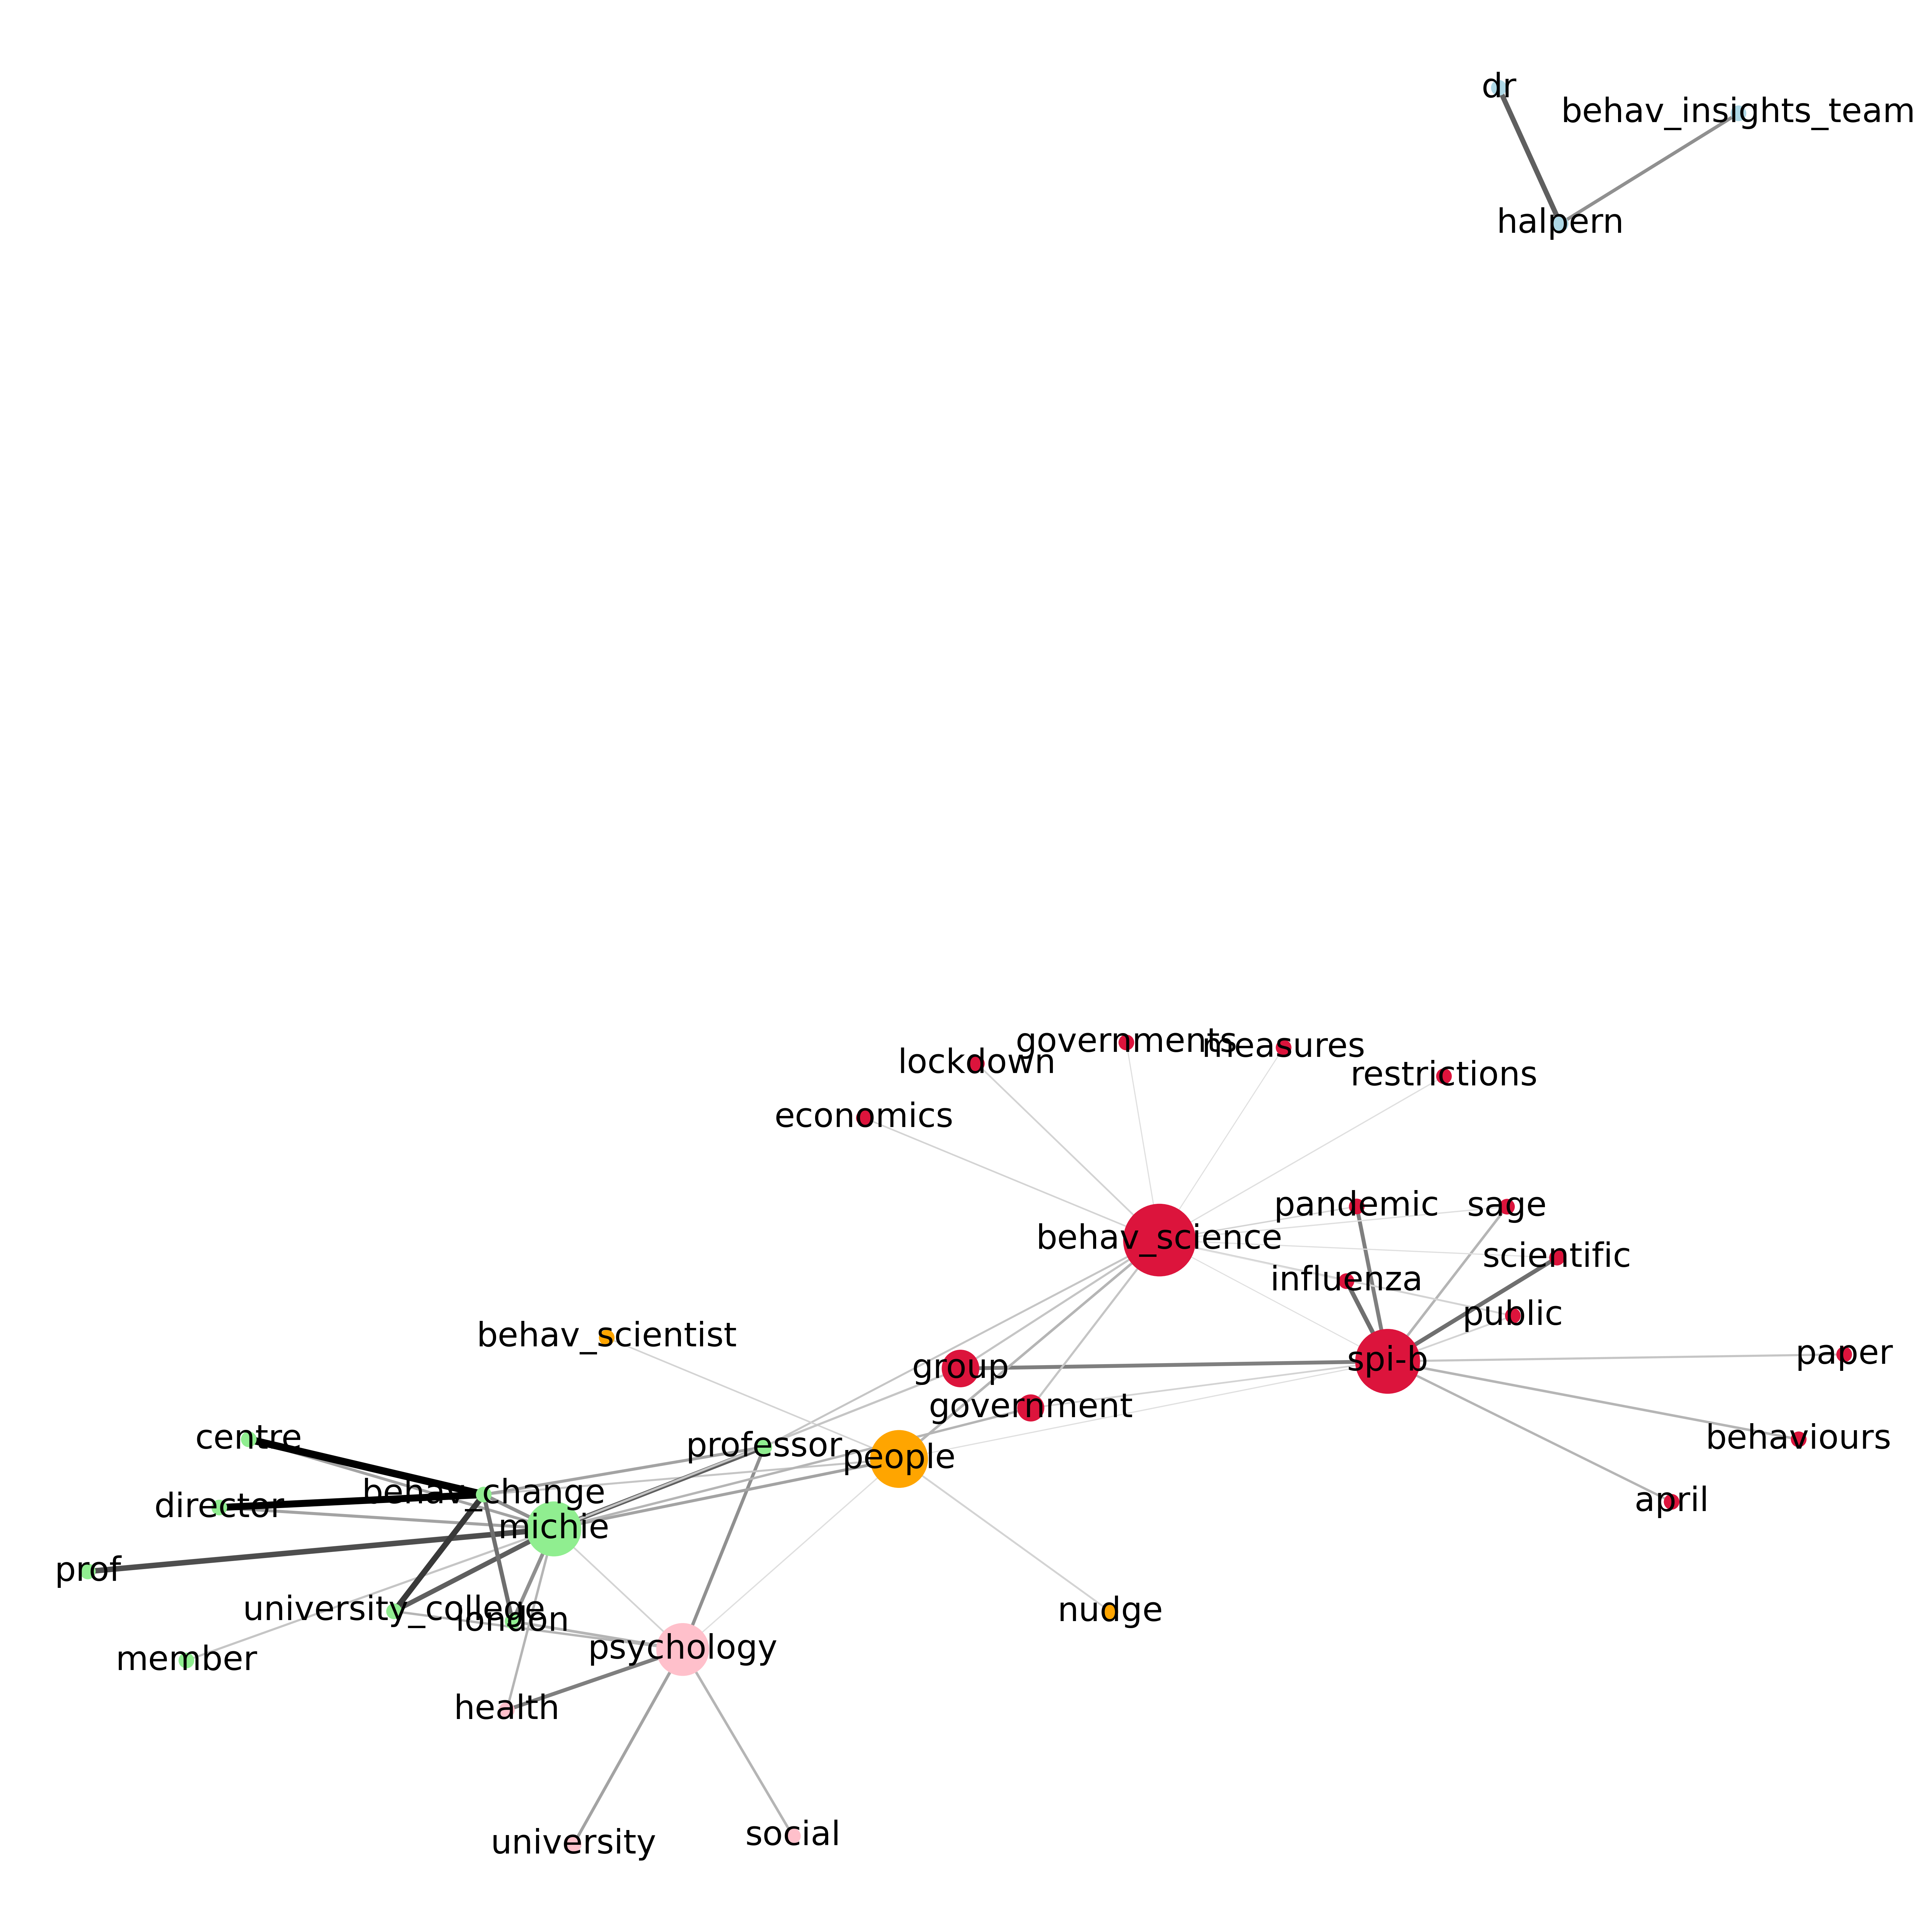 dr
behav_insights_team
halpern
governments
measures
lockdown
restrictions
economics
pandemic
sage
behav_science
scientific
influenza
public
behav_scientist
spi-b
paper
group
government
centre
professor
people
behaviours
behav_change
director
april
michie
prof
university_college
nudge
london
psychology
member
health
social
university